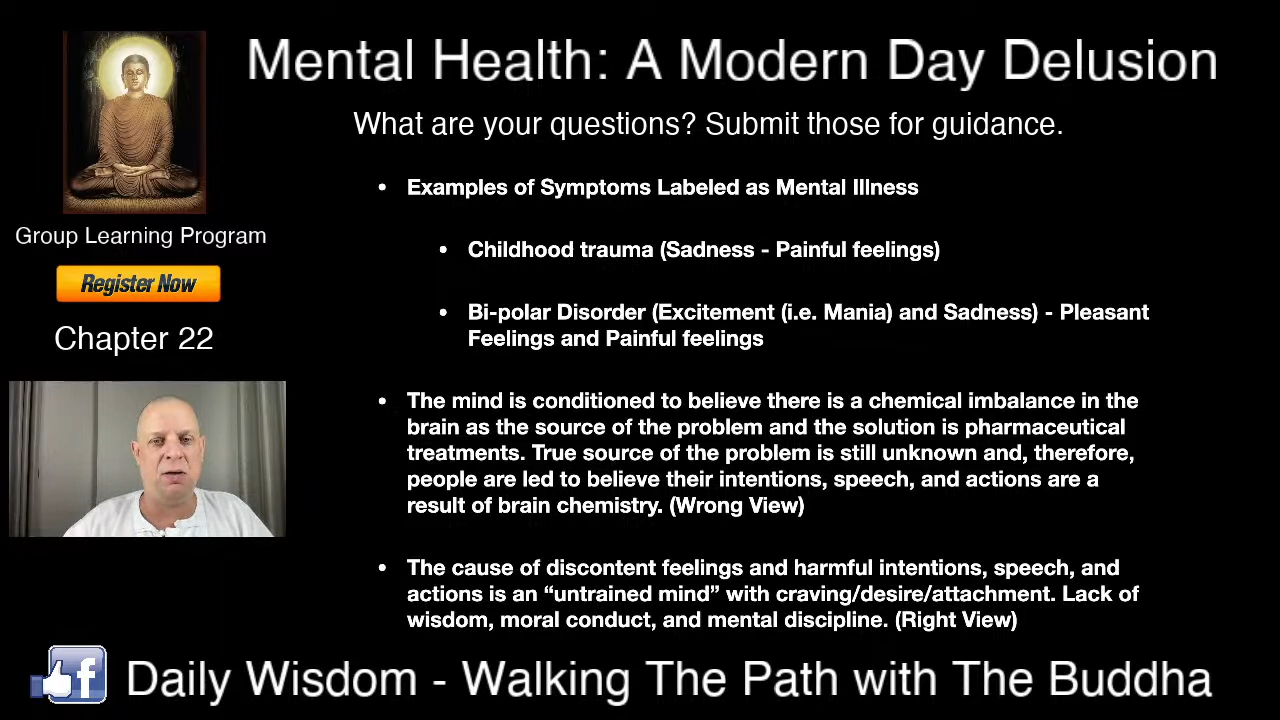 Mental Health: A Modern Day Delusion
What are your questions? Submit those for guidance.
Group Learning Program
Register Now
Chapter 22
• Examples of Symptoms Labeled as Mental Illness
• Childhood trauma (Sadness - Painful feelings)
• Bi-polar Disorder (Excitement (i.e. Mania) and Sadness) - Pleasant
Feelings and Painful feelings
• The mind is conditioned to believe there is a chemical imbalance in the
brain as the source of the problem and the solution is pharmaceutical
treatments. True source of the problem is still unknown and, therefore,
people are led to believe their intentions, speech, and actions are a
result of brain chemistry. (Wrong View)
• The cause of discontent feelings and harmful intentions, speech, and
actions is an “untrained mind” with craving/desire/attachment. Lack of
wisdom, moral conduct, and mental discipline. (Right View)
f
Daily Wisdom - Walking The Path with The Buddha